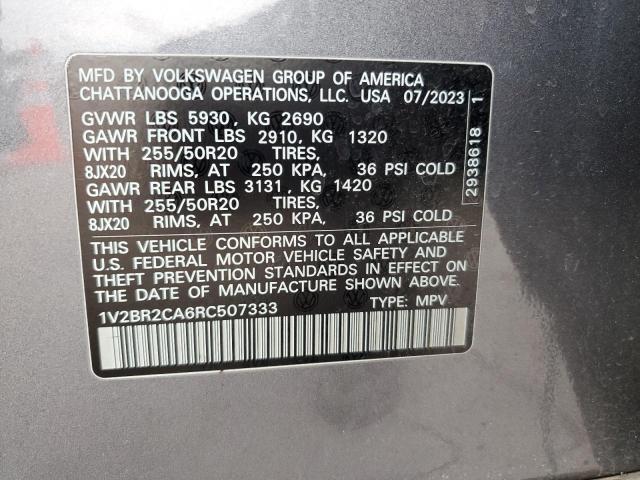 MFD BY VOLKSWAGEN GROUP OF AMERICA
CHATTANOOGA OPERATIONS, LLC. USA 07/2023
GVWR LBS 5930, KG 2690
GAWR FRONT LBS 2910, KG 1320
WITH 255/50R20 TIRES,
8JX20 RIMS, AT 250 KPA, 36 PSI COLD
GAWR REAR LBS 3131, KG 1420
WITH 255/50R20 TIRES,
8JX20 RIMS, AT 250 KPA, 36 PSI COLD
THIS VEHICLE CONFORMS TO ALL APPLICABLE
U.S. FEDERAL MOTOR VEHICLE SAFETY AND
THEFT PREVENTION STANDARDS IN EFFECT ON
THE DATE OF MANUFACTURE SHOWN ABOVE.
1V2BR2CA6RC507333 TYPE: MPV
2938618 1